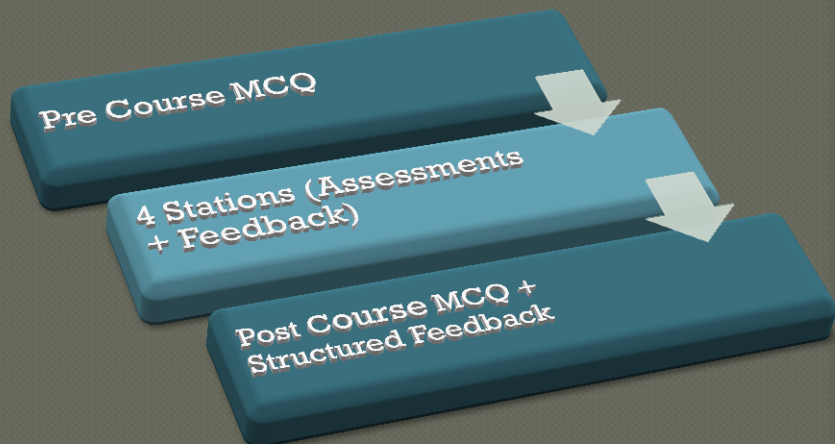 Pre Course MCQ
4 Stations (Assessments
+ Feedback)
Post Course MCQ +
Structured Feedback